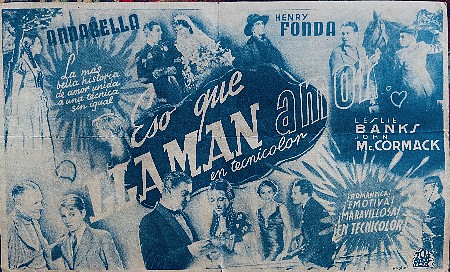 ANNABELLA
HENRY
FONDA
La más
bella historia
de amor unida
a una técnica
sin igual
eso que
LLAMAN amor...
en tecnicolor
LESLIE
BANKS
JOHN
McCORMACK
¡ROMÁNTICA!
¡EMOTIVA!
¡MARAVILLOSA!
¡EN TECNICOLOR!